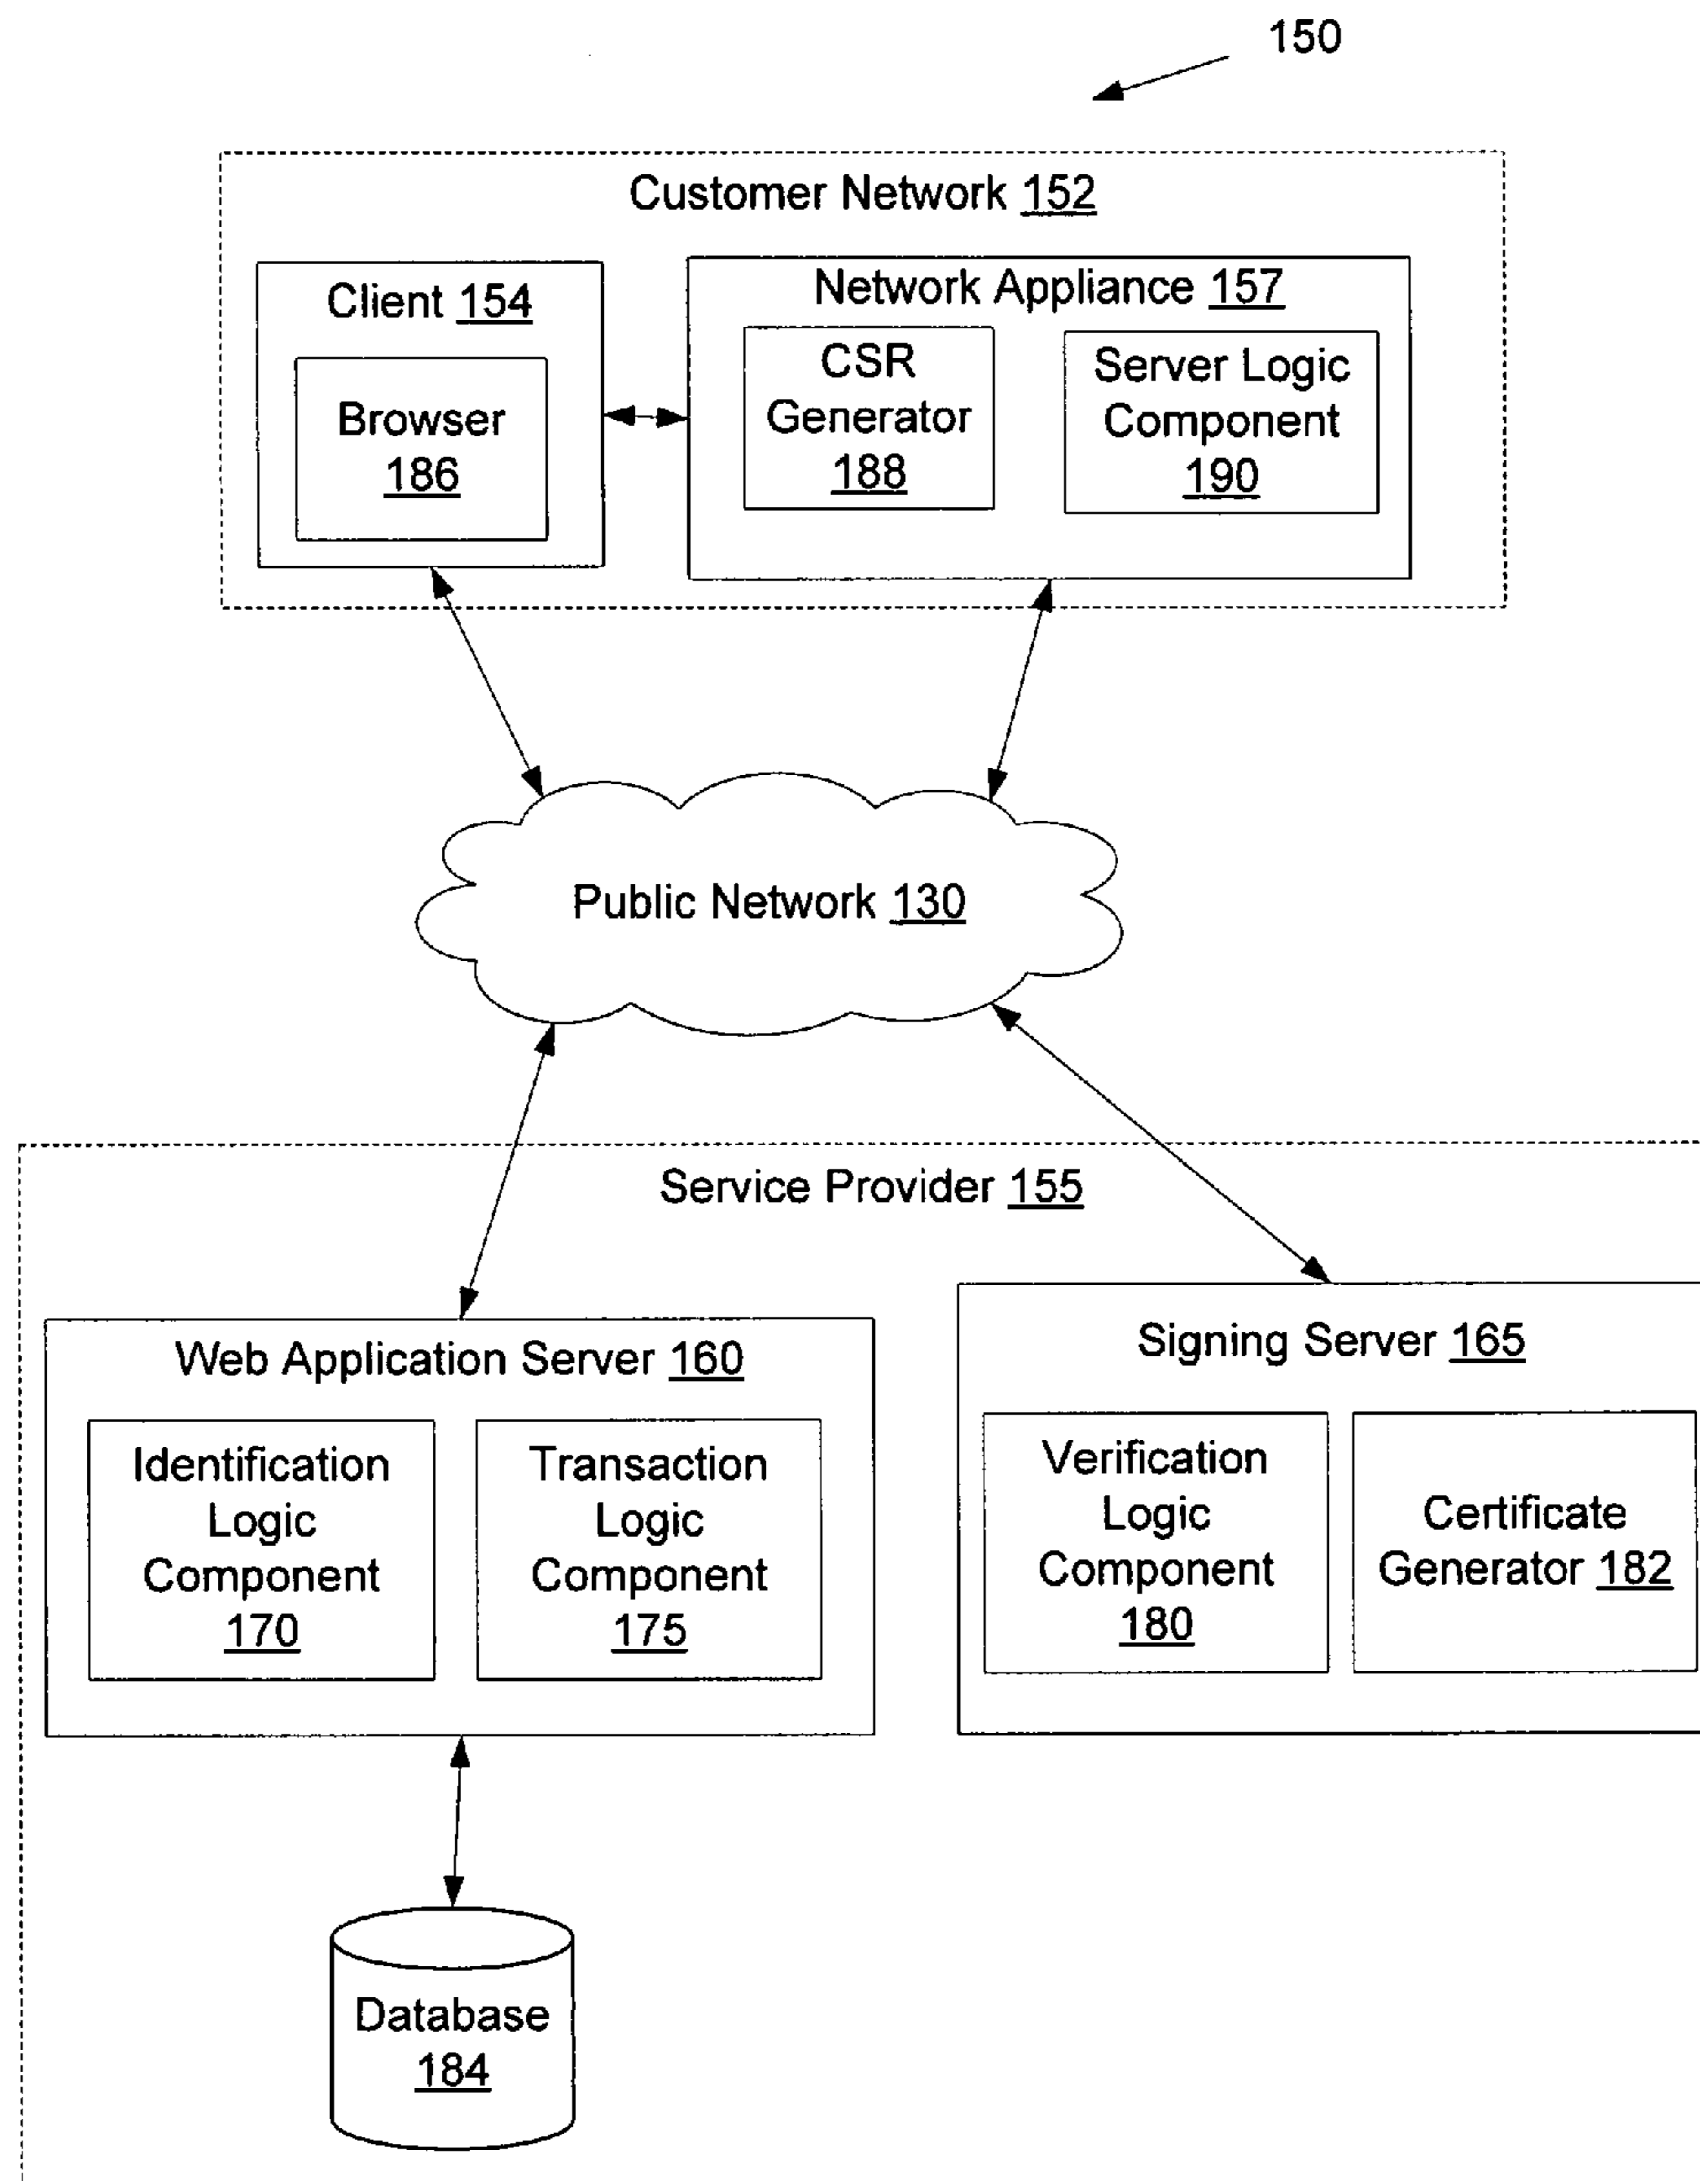 150
Customer Network 152
Client 154
Browser
186
Network Appliance 157
CSR
Generator
188
Server Logic
Component
190
Public Network 130
Service Provider 155
Web Application Server 160
Identification
Logic
Component
170
Transaction
Logic
Component
175
Signing Server 165
Verification
Logic
Component
180
Certificate
Generator 182
Database
184